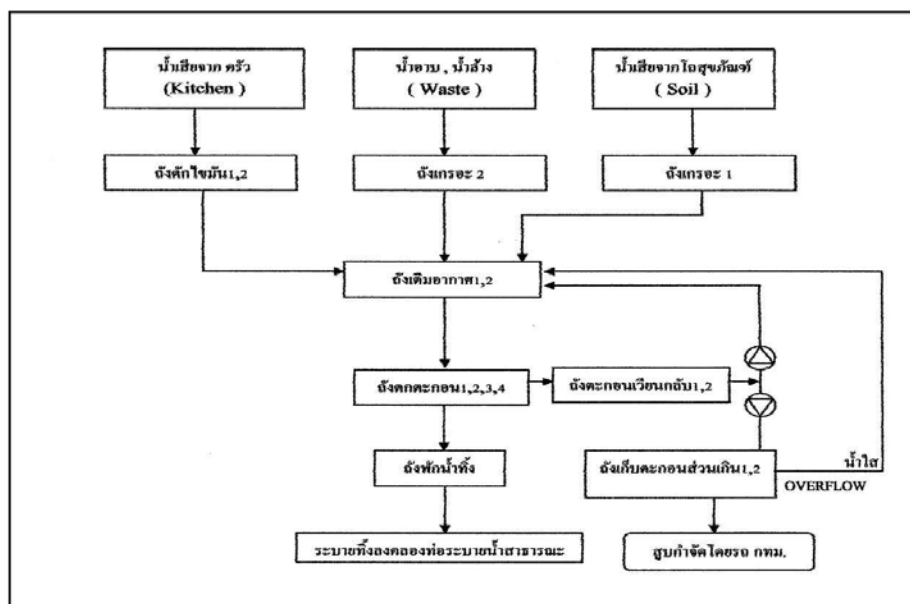 น้ำเสียจาก ครัว
(Kitchen)
น้ำอาบ , น้ำล้าง
( Waste )
น้ำเสียจากโถสุขภัณฑ์
( Soil )
ถังดักไขมัน1,2
ถังเกรอะ 2
ถังเกรอะ 1
ถังเติมอากาศ1,2
ถังตกตะกอน1,2,3,4
ถังตะกอนเวียนกลับ1,2
ถังพักน้ำทิ้ง
ถังเก็บตะกอนส่วนเกิน1,2
น้ำใส
OVERFLOW
ระบายทิ้งลงคลองท่อระบายน้ำสาธารณะ
สูบกำจัดโดยรถ กทม.